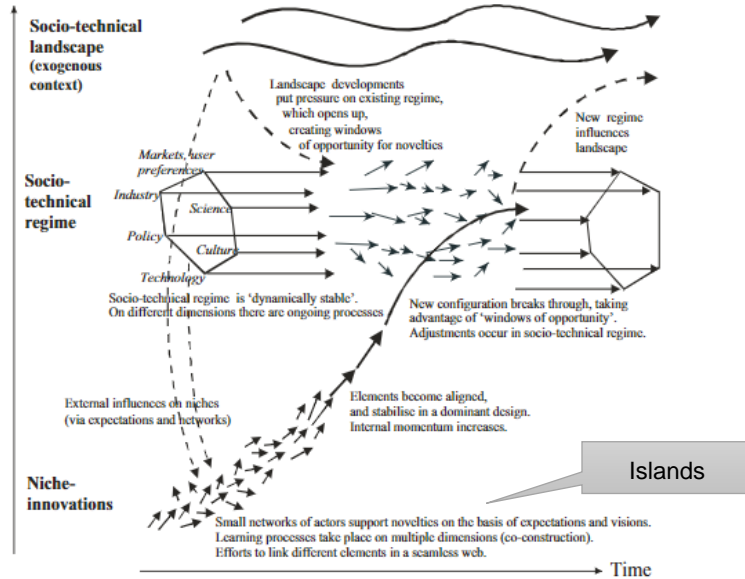 Socio-technical
landscape
(exogenous
context)
Landscape developments
put pressure on existing regime,
which opens up,
creating windows
of opportunity for novelties
New regime
influences
landscape
Socio-
technical
regime
Markets, user
preferences
Industry
Science
Policy
Culture
Technology
Socio-technical regime is ‘dynamically stable’.
On different dimensions there are ongoing processes
New configuration breaks through, taking
advantage of ‘windows of opportunity’.
Adjustments occur in socio-technical regime.
External influences on niches
(via expectations and networks)
Elements become aligned,
and stabilise in a dominant design.
Internal momentum increases.
Islands
Niche-
innovations
Small networks of actors support novelties on the basis of expectations and visions.
Learning processes take place on multiple dimensions (co-construction).
Efforts to link different elements in a seamless web.
Time